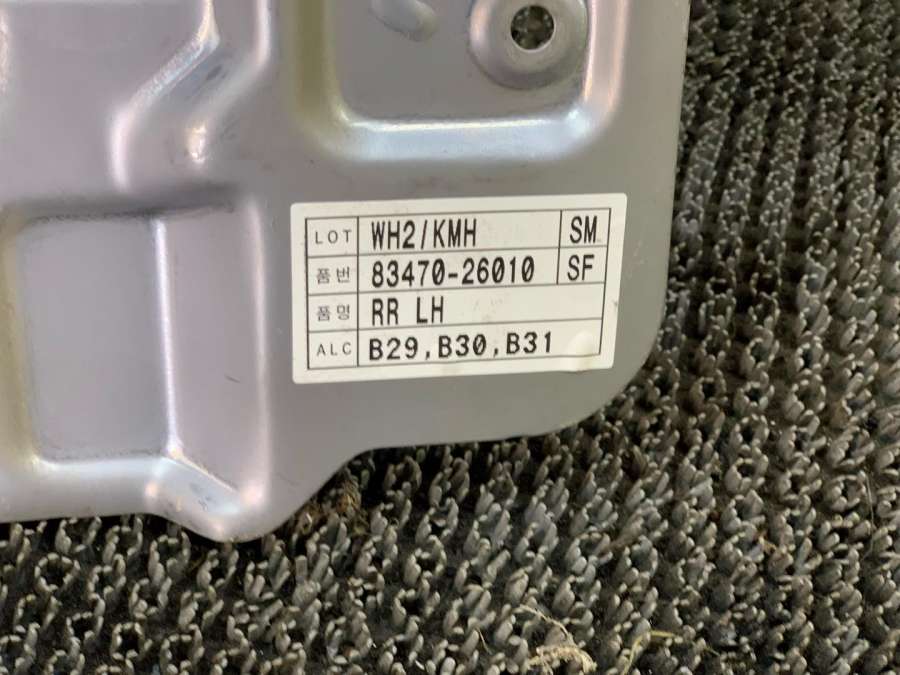 LOT WH2/KMH SM
품번 83470-26010 SF
품명 RR LH
ALC B29,B30,B31